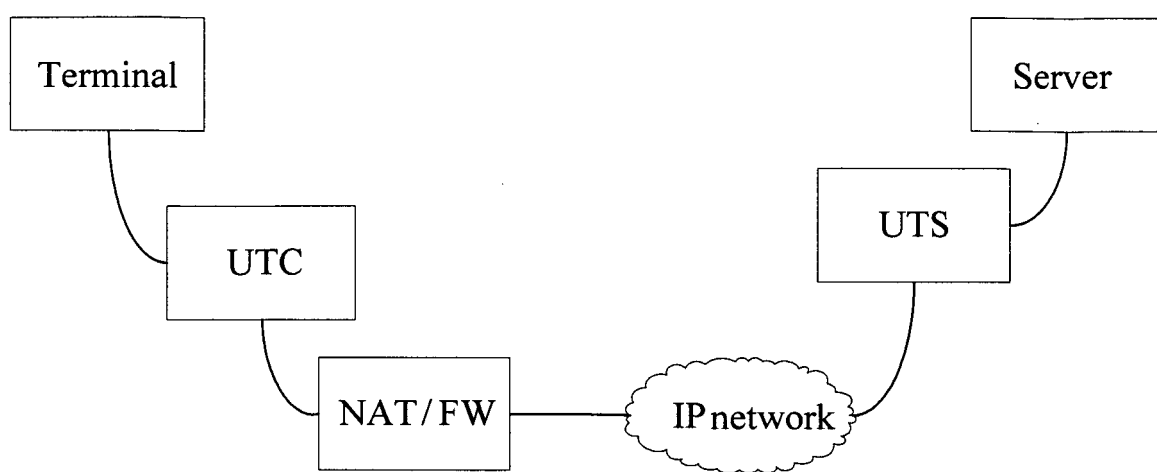 Terminal
Server
UTS
UTC
NAT/FW
IP network